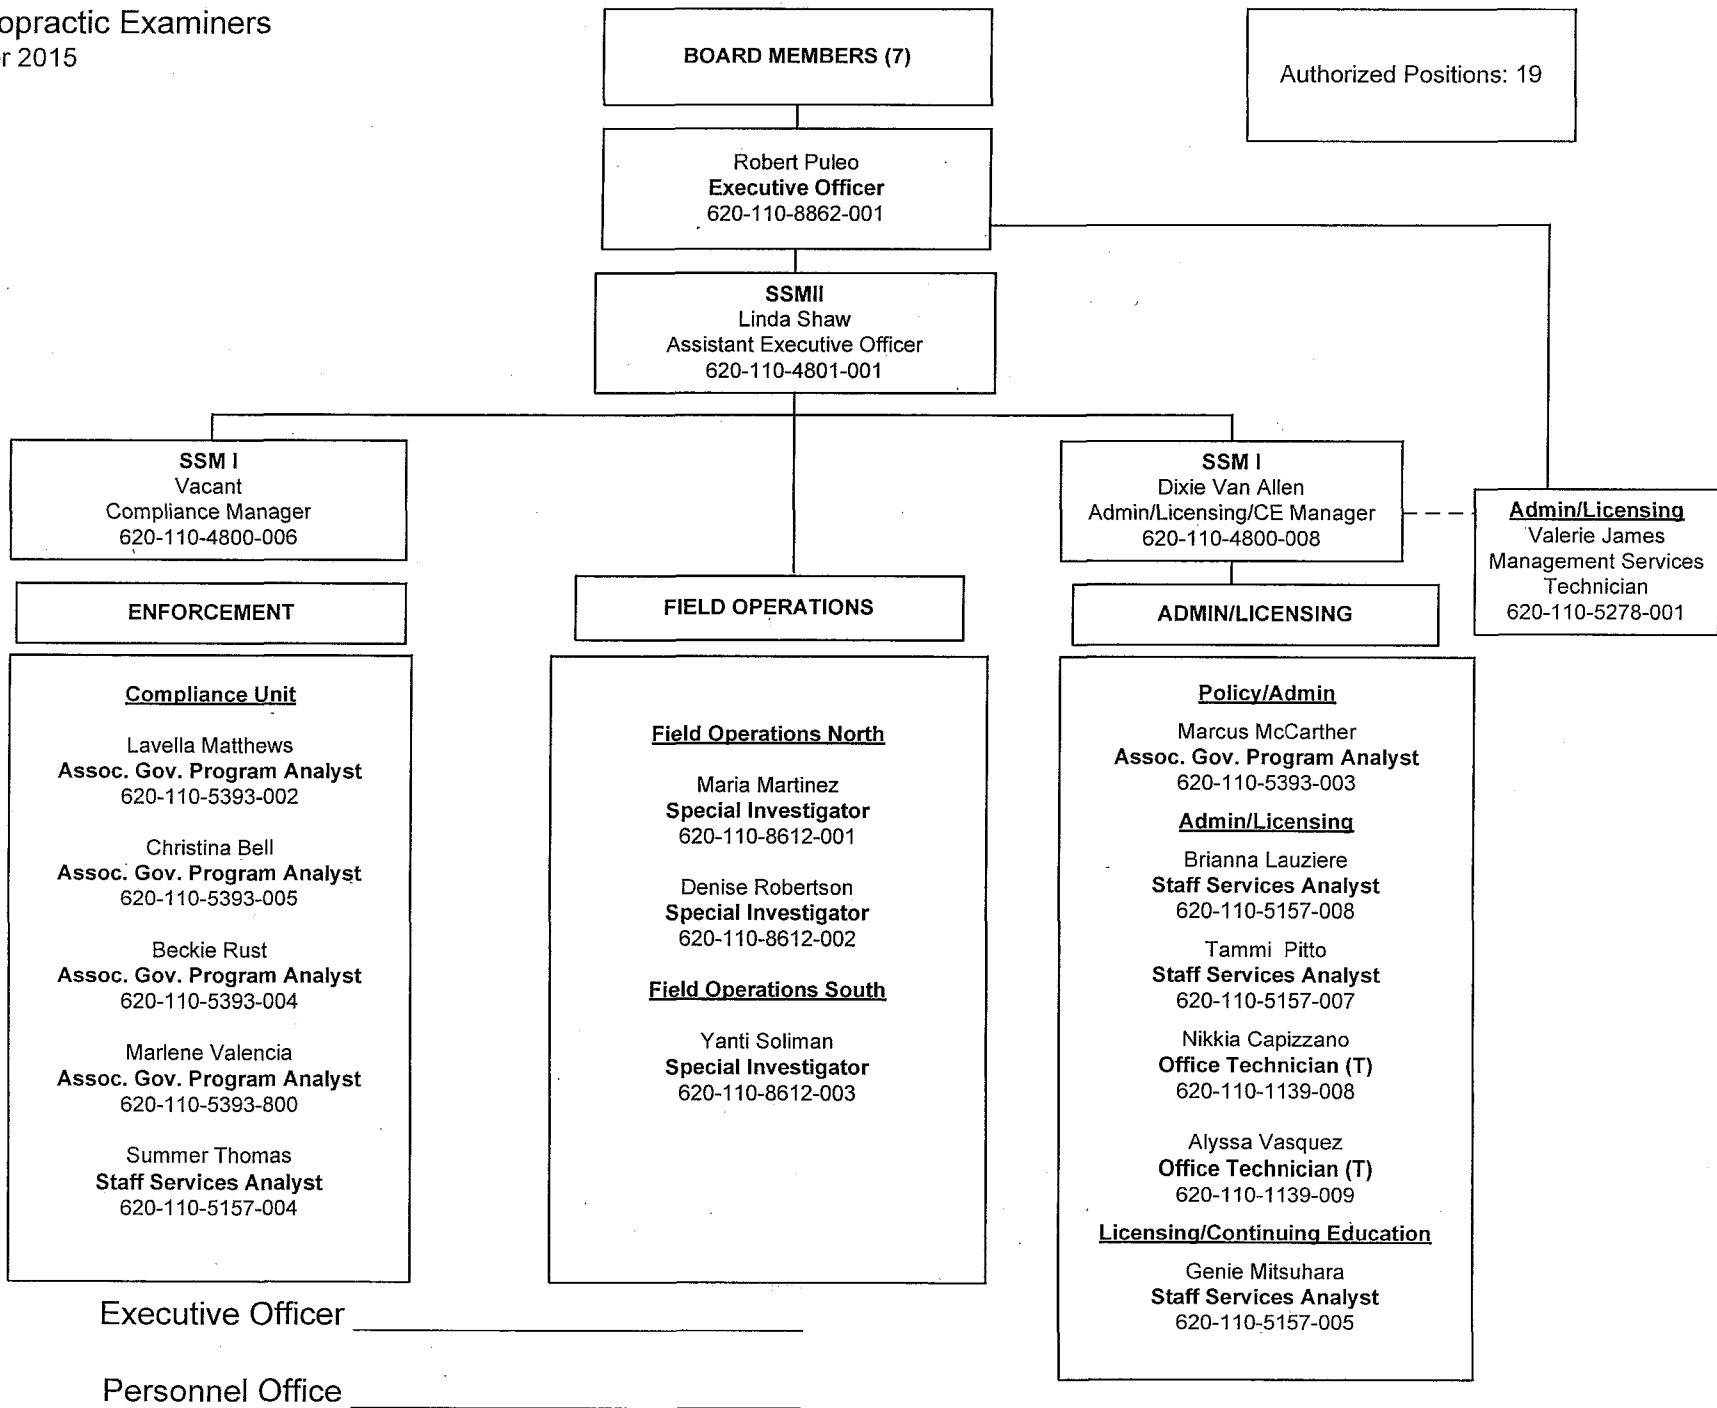 opractic Examiners
r 2015
BOARD MEMBERS (7)
Authorized Positions: 19
Robert Puleo
Executive Officer
620-110-8862-001
SSMII
Linda Shaw
Assistant Executive Officer
620-110-4801-001
SSM I
Vacant
Compliance Manager
620-110-4800-006
SSM I
Dixie Van Allen
Admin/Licensing/CE Manager
620-110-4800-008
Admin/Licensing
Valerie James
Management Services
Technician
620-110-5278-001
ENFORCEMENT
FIELD OPERATIONS
ADMIN/LICENSING
Compliance Unit
Lavella Matthews
Assoc. Gov. Program Analyst
620-110-5393-002
Christina Bell
Assoc. Gov. Program Analyst
620-110-5393-005
Beckie Rust
Assoc. Gov. Program Analyst
620-110-5393-004
Marlene Valencia
Assoc. Gov. Program Analyst
620-110-5393-800
Summer Thomas
Staff Services Analyst
620-110-5157-004
Field Operations North
Maria Martinez
Special Investigator
620-110-8612-001
Denise Robertson
Special Investigator
620-110-8612-002
Field Operations South
Yanti Soliman
Special Investigator
620-110-8612-003
Policy/Admin
Marcus McCarther
Assoc. Gov. Program Analyst
620-110-5393-003
Admin/Licensing
Brianna Lauziere
Staff Services Analyst
620-110-5157-008
Tammi Pitto
Staff Services Analyst
620-110-5157-007
Nikkia Capizzano
Office Technician (T)
620-110-1139-008
Alyssa Vasquez
Office Technician (T)
620-110-1139-009
Licensing/Continuing Education
Genie Mitsuhara
Staff Services Analyst
620-110-5157-005
Executive Officer
Personnel Office